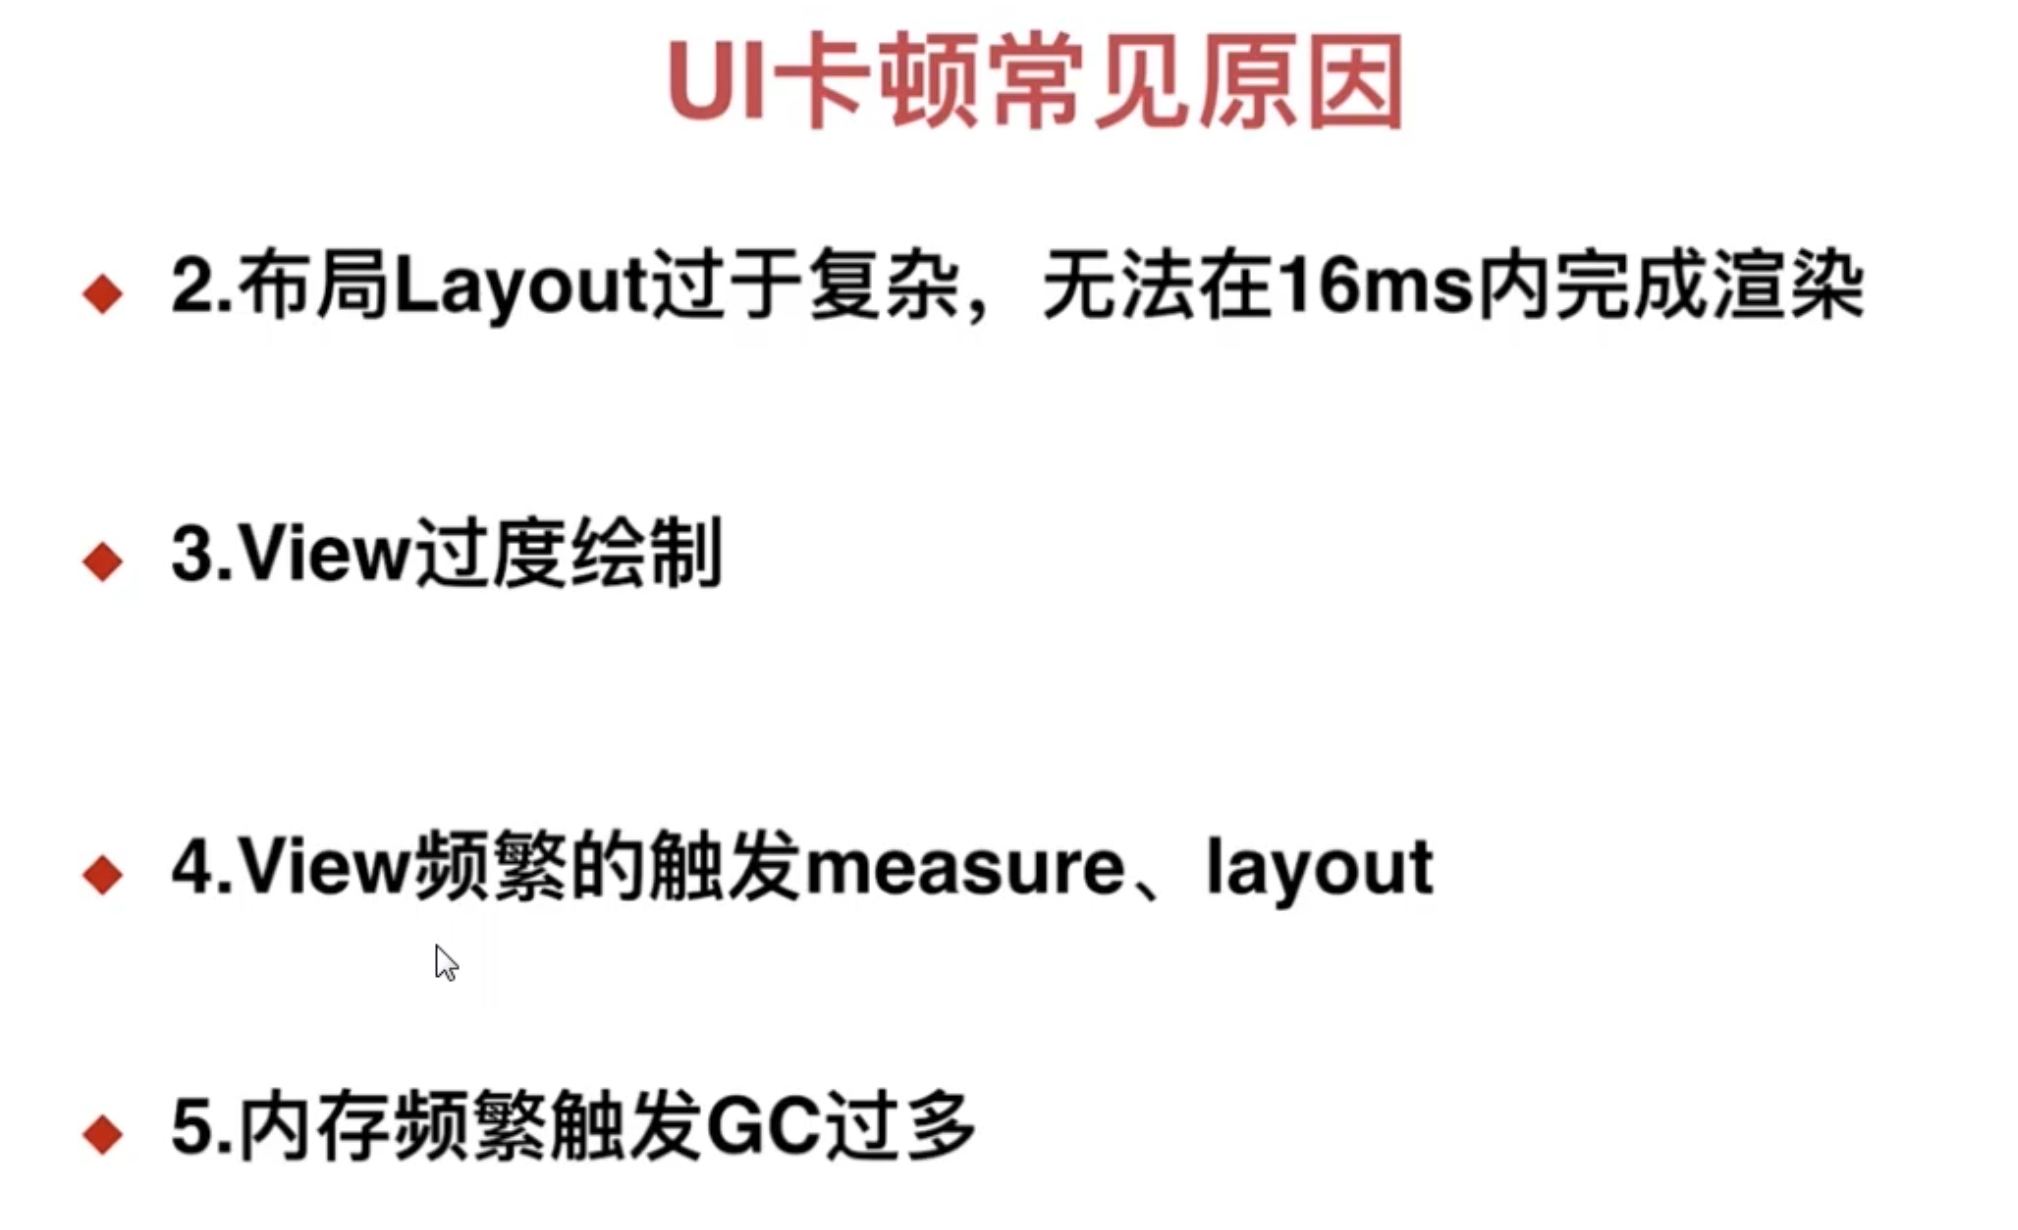 UI卡顿常见原因
2.布局Layout过于复杂，无法在16ms内完成渲染
3.View过度绘制
4.View频繁的触发measure、layout
5.内存频繁触发GC过多